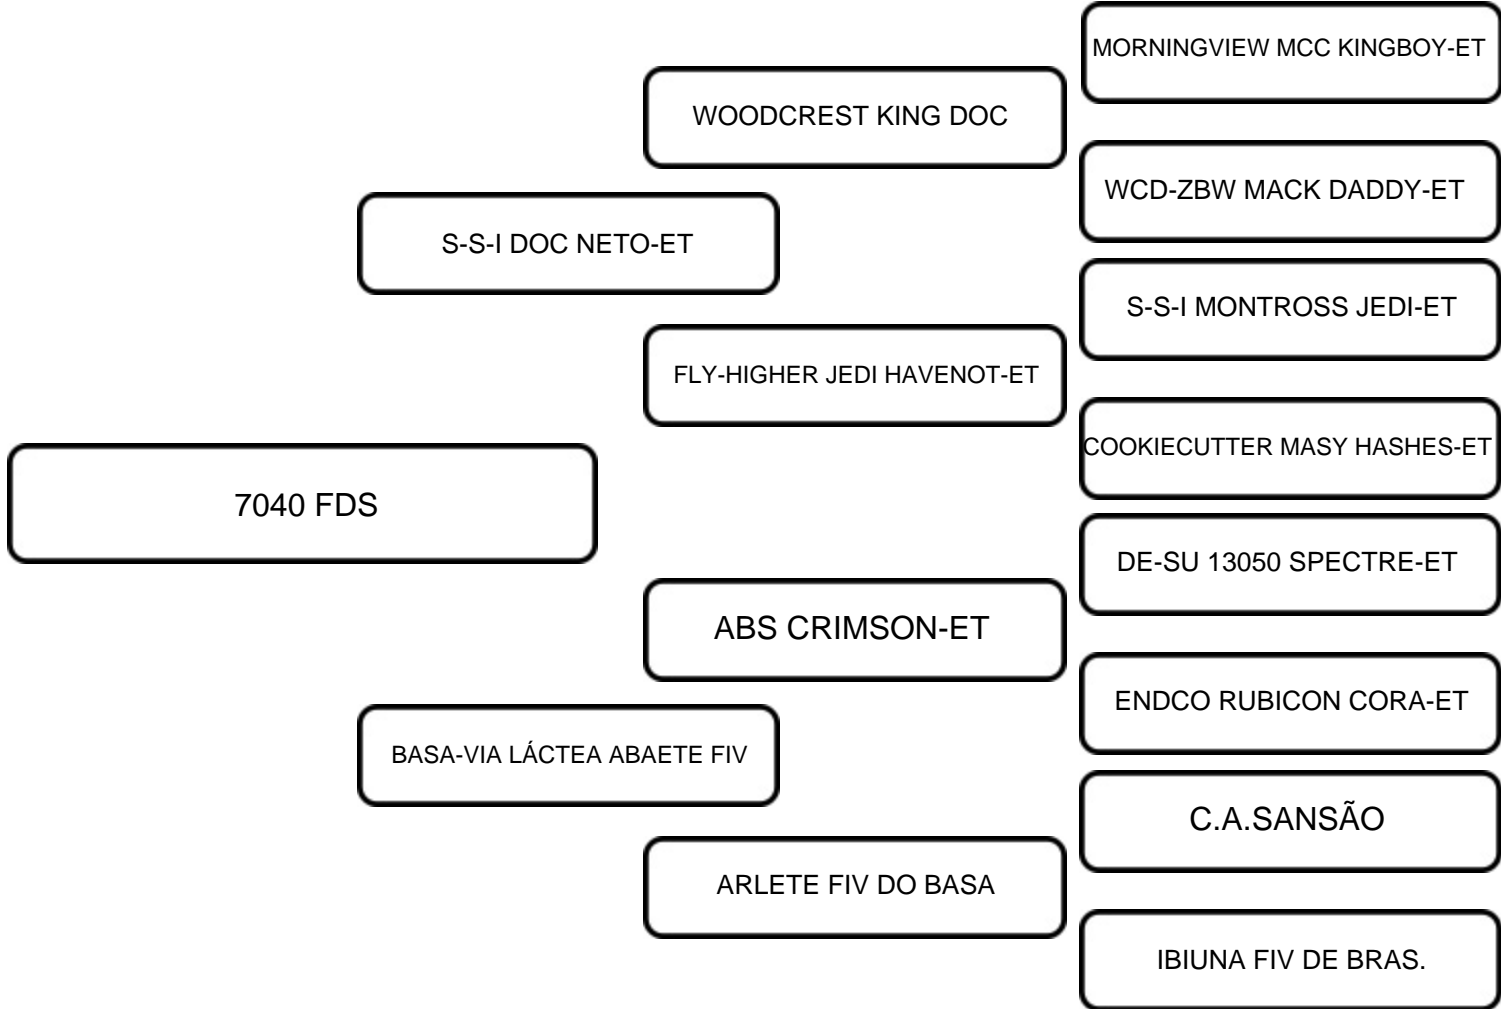 MORNINGVIEW MCC KINGBOY-ET
WOODCREST KING DOC
WCD-ZBW MACK DADDY-ET
S-S-I DOC NETO-ET
S-S-I MONTROSS JEDI-ET
FLY-HIGHER JEDI HAVENOT-ET
COOKIECUTTER MASY HASHES-ET
7040 FDS
DE-SU 13050 SPECTRE-ET
ABS CRIMSON-ET
ENDCO RUBICON CORA-ET
BASA-VIA LÁCTEA ABAETE FIV
C.A.SANSÃO
ARLETE FIV DO BASA
IBIUNA FIV DE BRAS.